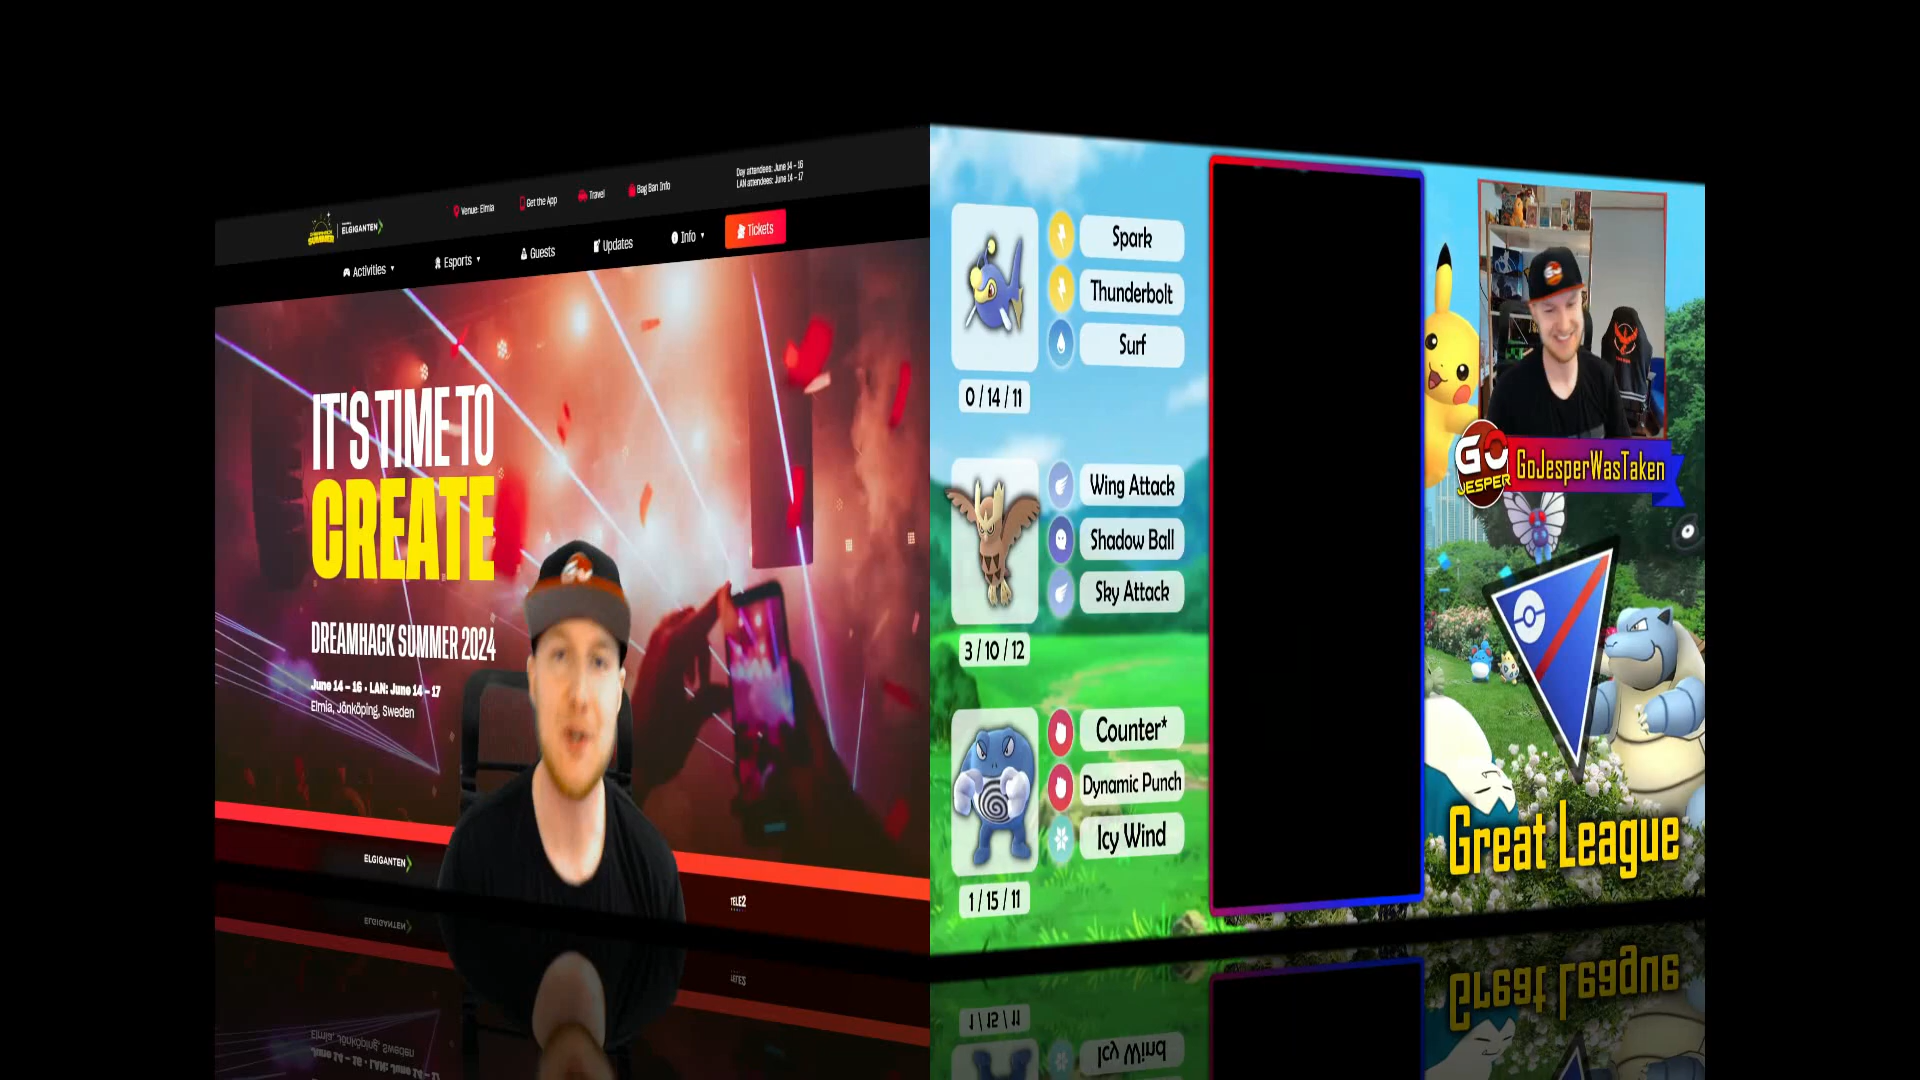 Day attendees: June 14 - 16
LAN attendees: June 14 - 17
Venue: Elmia
Get the App
Travel
Bag Ban Info
DREAMHACK
SUMMER
ELGIGANTEN
Activities
Esports
Guests
Updates
Info
Tickets
IT'S TIME TO
CREATE
DREAMHACK SUMMER 2024
June 14 – 16 · LAN: June 14 – 17
Elmia, Jönköping, Sweden
ELGIGANTEN
TELE2
Spark
Thunderbolt
Surf
0 / 14 / 11
Wing Attack
Shadow Ball
Sky Attack
3 / 10 / 12
Counter*
Dynamic Punch
Icy Wind
1 / 15 / 11
GO
JESPER
GoJesperWasTaken
Great League